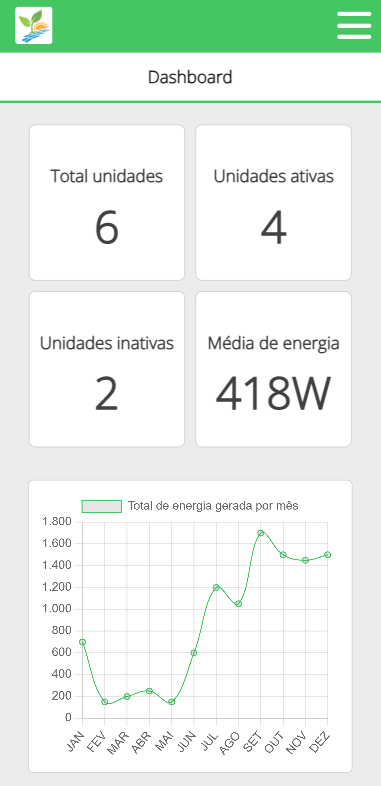 Dashboard
Total unidades
6
Unidades ativas
4
Unidades inativas
2
Média de energia
418W
Total de energia gerada por mês
1.800
1.600
1.400
1.200
1.000
800
600
400
200
0
JAN FEV MAR ABR MAI JUN JUL AGO SET OUT NOV DEZ